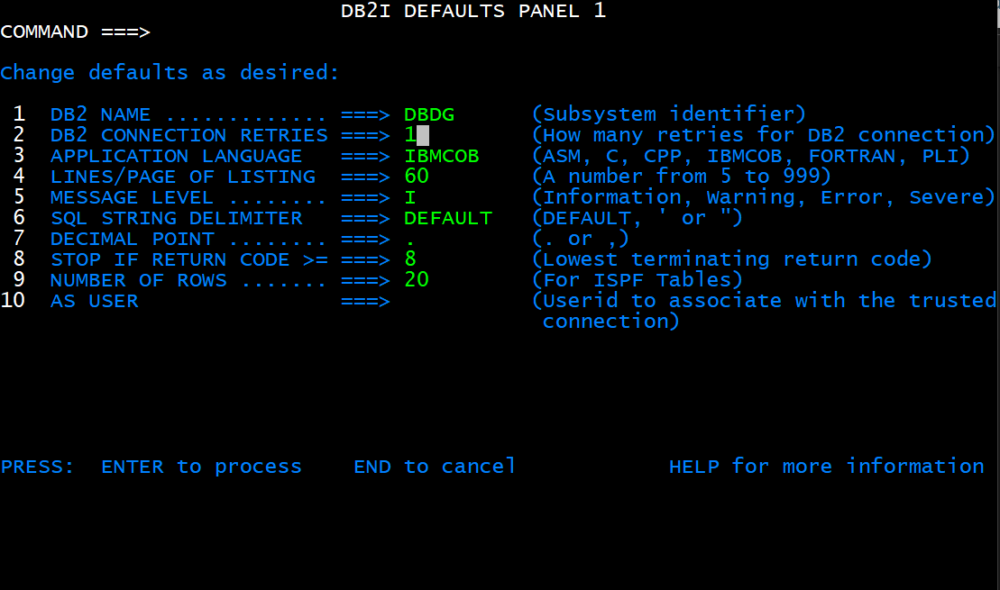 DB2I DEFAULTS PANEL 1
COMMAND ===>
Change defaults as desired:
1 DB2 NAME ............. ===> DBDG (Subsystem identifier)
2 DB2 CONNECTION RETRIES ===> 1 (How many retries for DB2 connection)
3 APPLICATION LANGUAGE ===> IBMCOB (ASM, C, CPP, IBMCOB, FORTRAN, PLI)
4 LINES/PAGE OF LISTING ===> 60 (A number from 5 to 999)
5 MESSAGE LEVEL ........ ===> I (Information, Warning, Error, Severe)
6 SQL STRING DELIMITER ===> DEFAULT (DEFAULT, ' or ")
7 DECIMAL POINT ........ ===> . (. or ,)
8 STOP IF RETURN CODE >= ===> 8 (Lowest terminating return code)
9 NUMBER OF ROWS ....... ===> 20 (For ISPF Tables)
10 AS USER ===> (Userid to associate with the trusted
connection)
PRESS: ENTER to process END to cancel HELP for more information